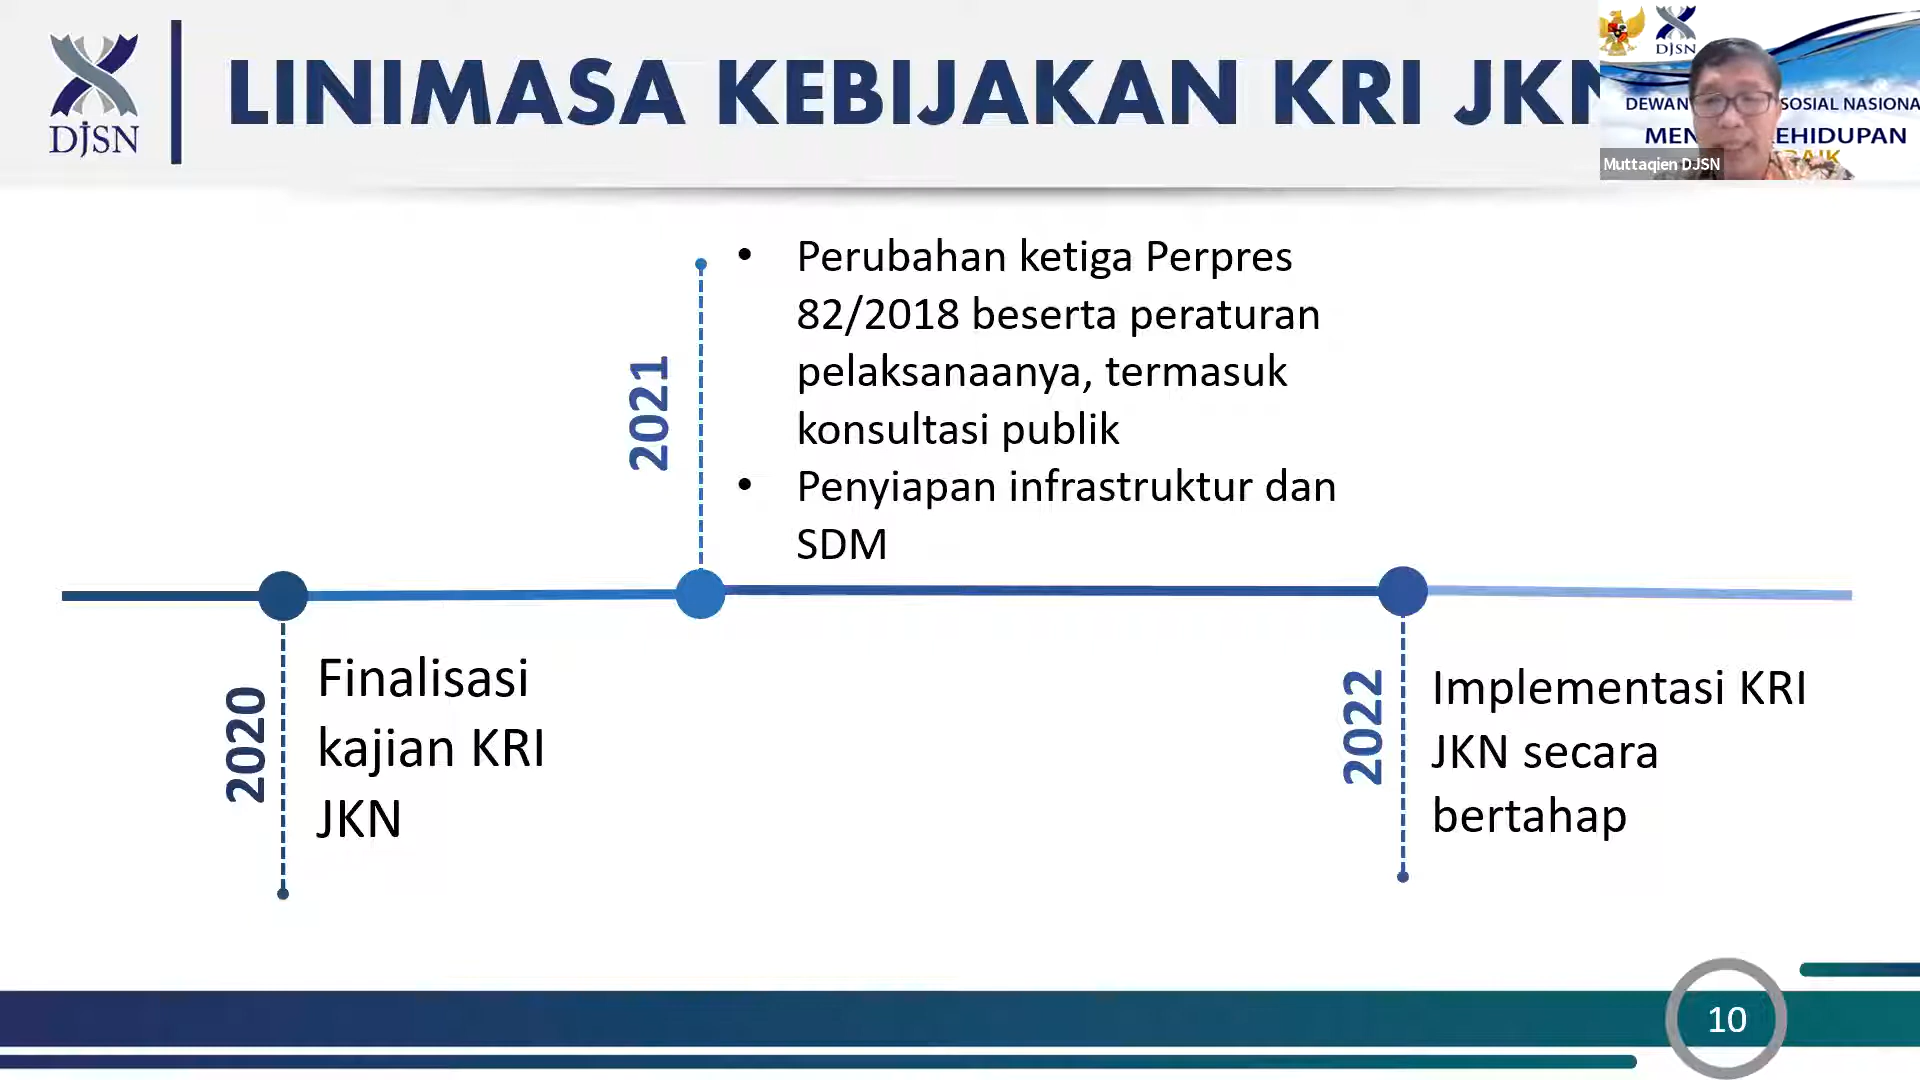 DJSN
LINIMASA KEBIJAKAN KRI JKN
DJSN
DEWAN SOSIAL NASIONA
EHIDUPAN
Muttaqien DJSN
2021
• Perubahan ketiga Perpres
82/2018 beserta peraturan
pelaksanaanya, termasuk
konsultasi publik
• Penyiapan infrastruktur dan
SDM
2020
Finalisasi
kajian KRI
JKN
2022
Implementasi KRI
JKN secara
bertahap
10